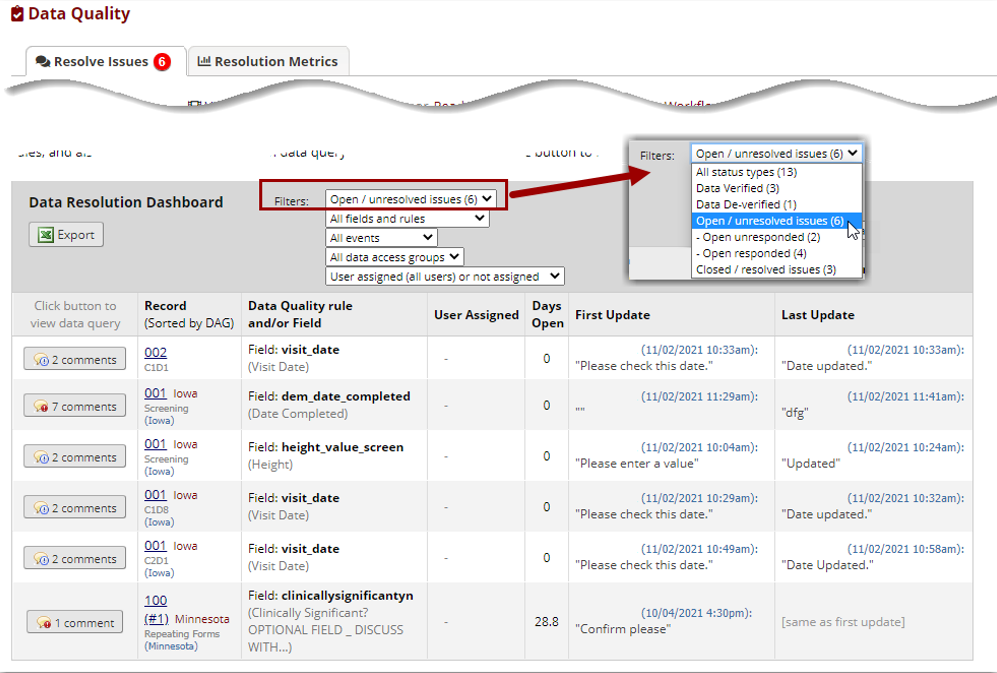 Data Quality
Resolve Issues 6
Resolution Metrics
data query
button to
Filters: Open / unresolved issues (6)
All status types (13)
Data Verified (3)
Data De-verified (1)
Open / unresolved issues (6)
- Open unresponded (2)
- Open responded (4)
Closed / resolved issues (3)
Data Resolution Dashboard
Export
Filters: Open / unresolved issues (6)
All fields and rules
All events
All data access groups
User assigned (all users) or not assigned
Click button to
view data query
Record
(Sorted by DAG)
Data Quality rule
and/or Field
User Assigned
Days
Open
First Update
Last Update
2 comments
002
C1D1
Field: visit_date
(Visit Date)
-
0
(11/02/2021 10:33am):
"Please check this date."
(11/02/2021 10:33am):
"Date updated."
7 comments
001 Iowa
Screening
(Iowa)
Field: dem_date_completed
(Date Completed)
-
0
(11/02/2021 11:29am):
""
(11/02/2021 11:41am):
"dfg"
2 comments
001 Iowa
Screening
(Iowa)
Field: height_value_screen
(Height)
-
0
(11/02/2021 10:04am):
"Please enter a value"
(11/02/2021 10:24am):
"Updated"
2 comments
001 Iowa
C1D8
(Iowa)
Field: visit_date
(Visit Date)
-
0
(11/02/2021 10:29am):
"Please check this date."
(11/02/2021 10:32am):
"Date updated."
2 comments
001 Iowa
C2D1
(Iowa)
Field: visit_date
(Visit Date)
-
0
(11/02/2021 10:49am):
"Please check this date."
(11/02/2021 10:58am):
"Date Updated."
1 comment
100
(#1) Minnesota
Repeating Forms
(Minnesota)
Field: clinicallysignificantyn
(Clinically Significant?
OPTIONAL FIELD _ DISCUSS
WITH...)
-
28.8
(10/04/2021 4:30pm):
"Confirm please"
[same as first update]